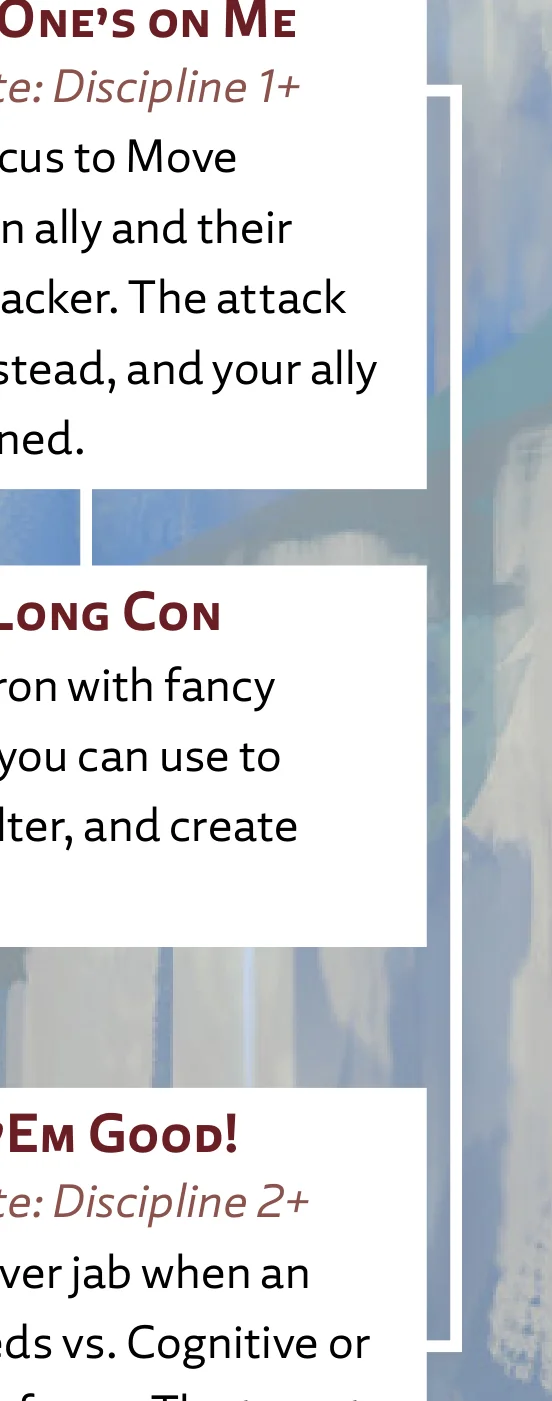 One's on Me
te: Discipline 1+
cus to Move
n ally and their
acker. The attack
stead, and your ally
ned.
Long Con
ron with fancy
you can use to
lter, and create
'Em Good!
te: Discipline 2+
ver jab when an
eds vs. Cognitive or